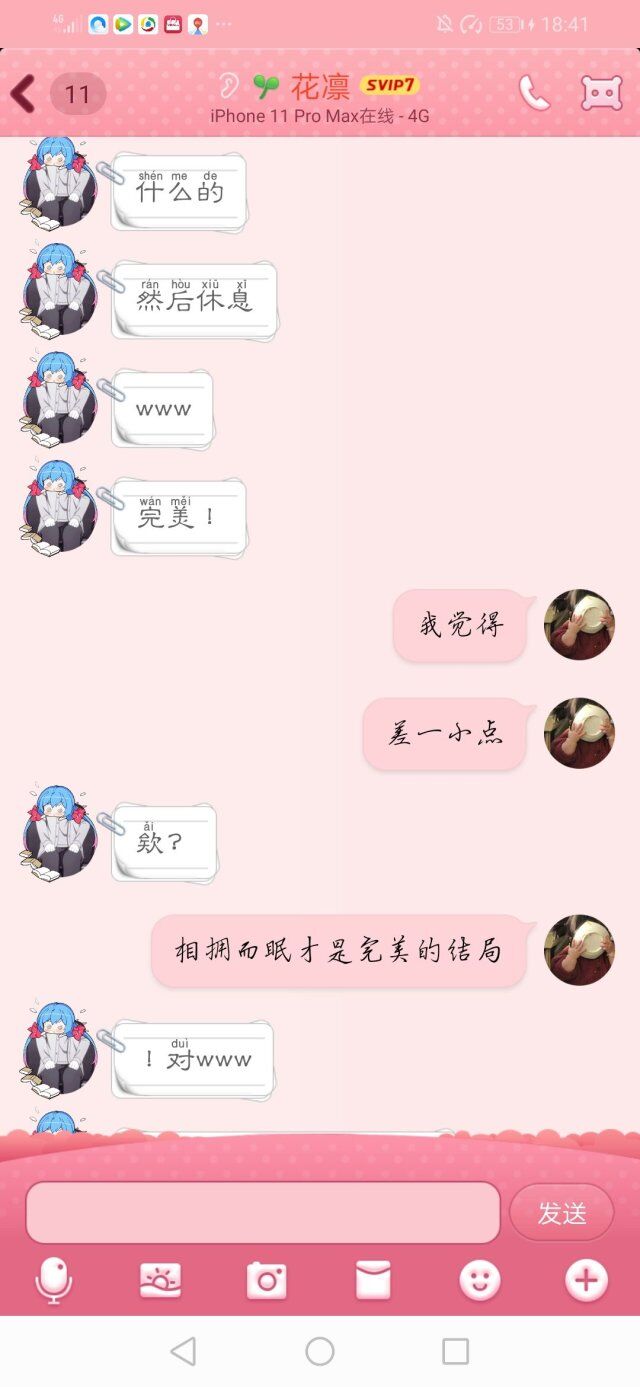 4G 53 18:41
11
花凛 SVIP7
iPhone 11 Pro Max在线 - 4G
shén me de
什么的
rán hòu xiū xi
然后休息
www
wán měi
完美！
我觉得
差一小点
ǎi
欸？
相拥而眠才是完美的结局
duì
！对www
发送